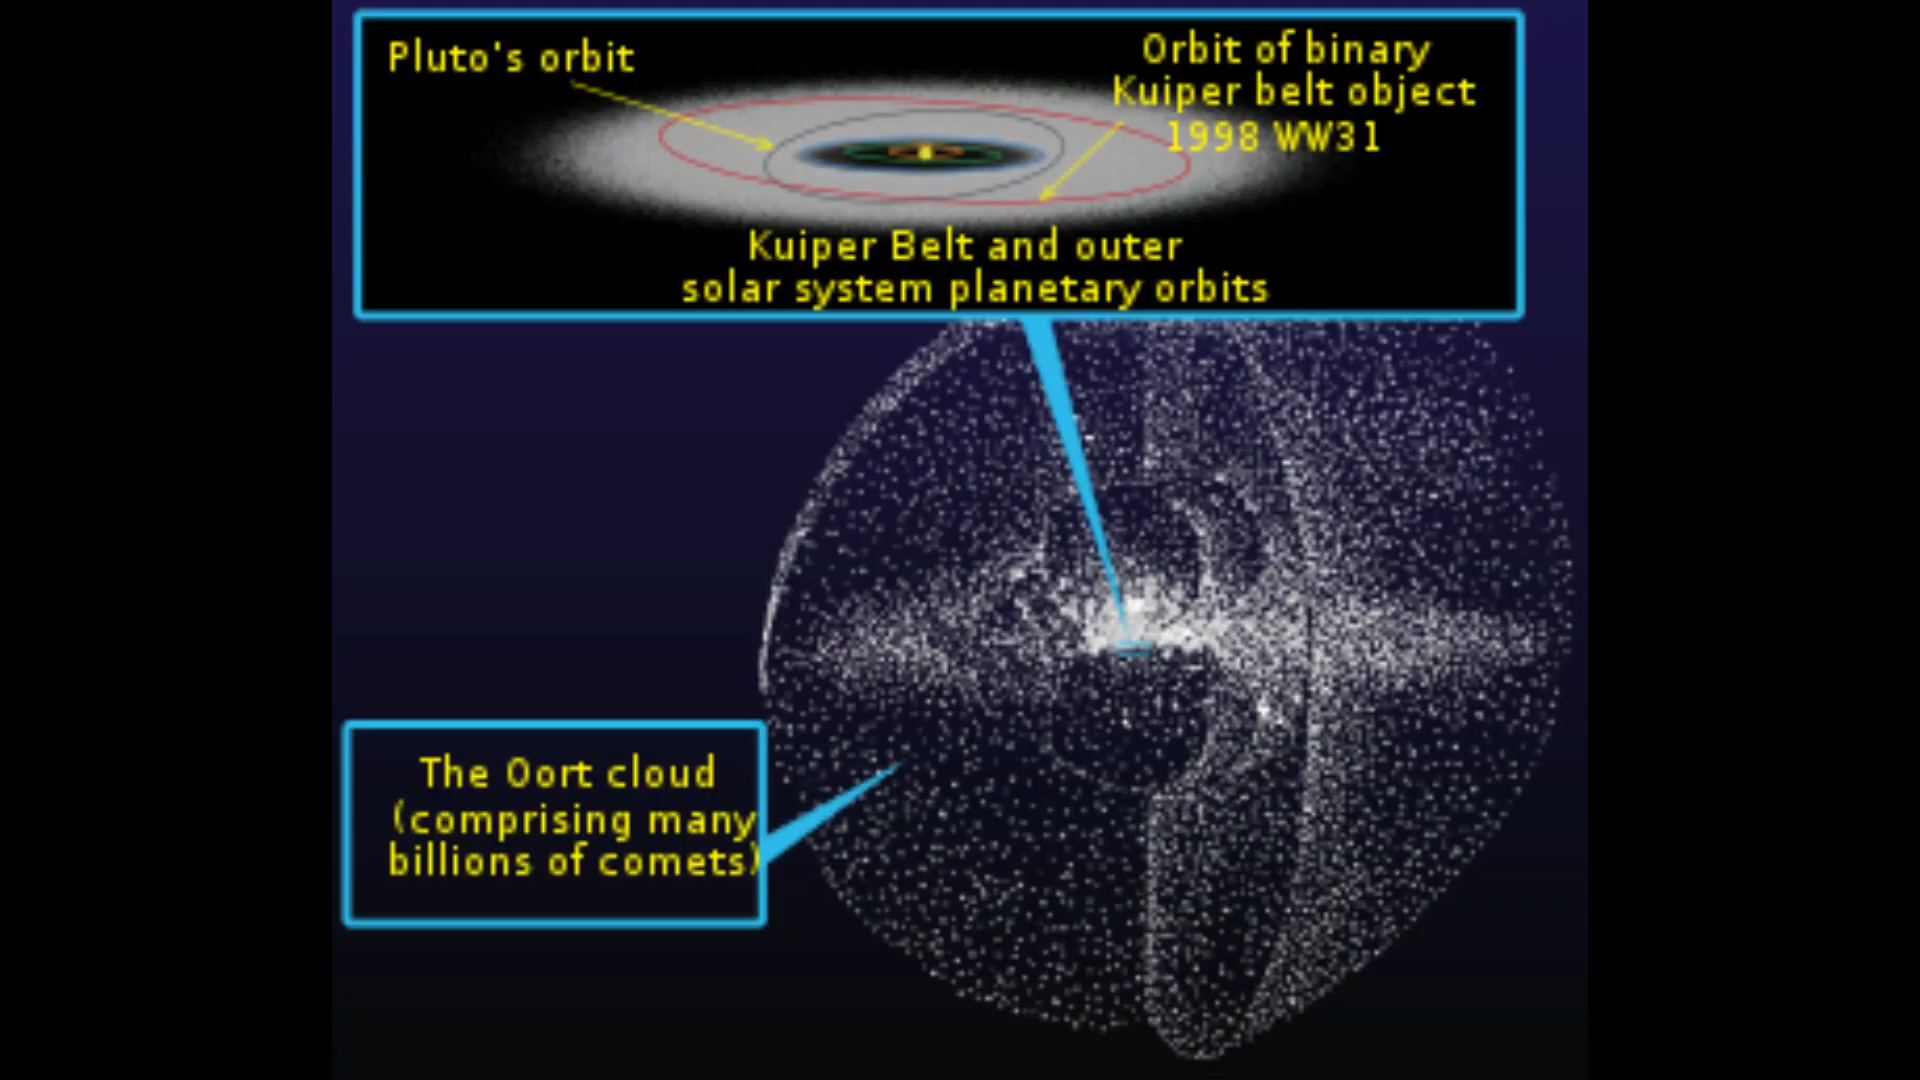 Pluto's orbit
Orbit of binary
Kuiper belt object
1998 WW31
Kuiper Belt and outer
solar system planetary orbits
The Oort cloud
(comprising many
billions of comets)